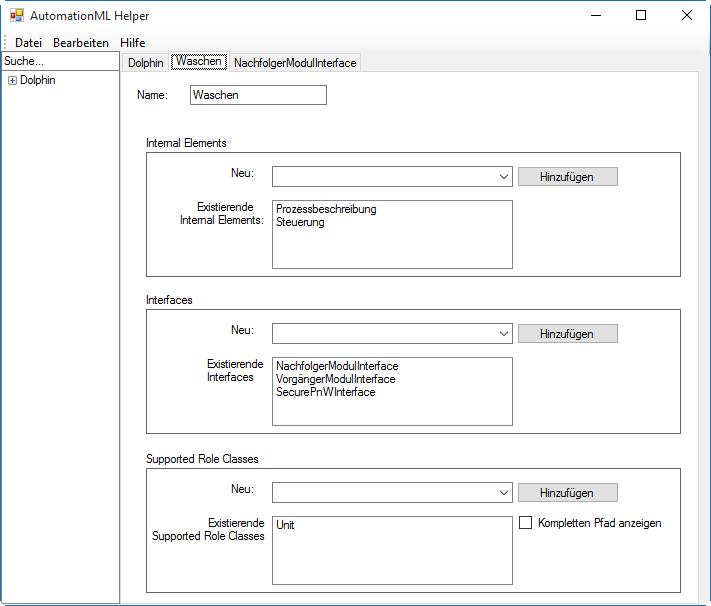 AutomationML Helper
Datei Bearbeiten Hilfe
Suche...
Dolphin
Dolphin Waschen NachfolgerModulInterface
Name: Waschen
Internal Elements
Neu: Hinzufügen
Existierende
Internal Elements:
Prozessbeschreibung
Steuerung
Interfaces
Neu: Hinzufügen
Existierende
Interfaces
NachfolgerModulInterface
VorgängerModulInterface
SecurePnWInterface
Supported Role Classes
Neu: Hinzufügen
Existierende
Supported Role Classes
Unit
Kompletten Pfad anzeigen